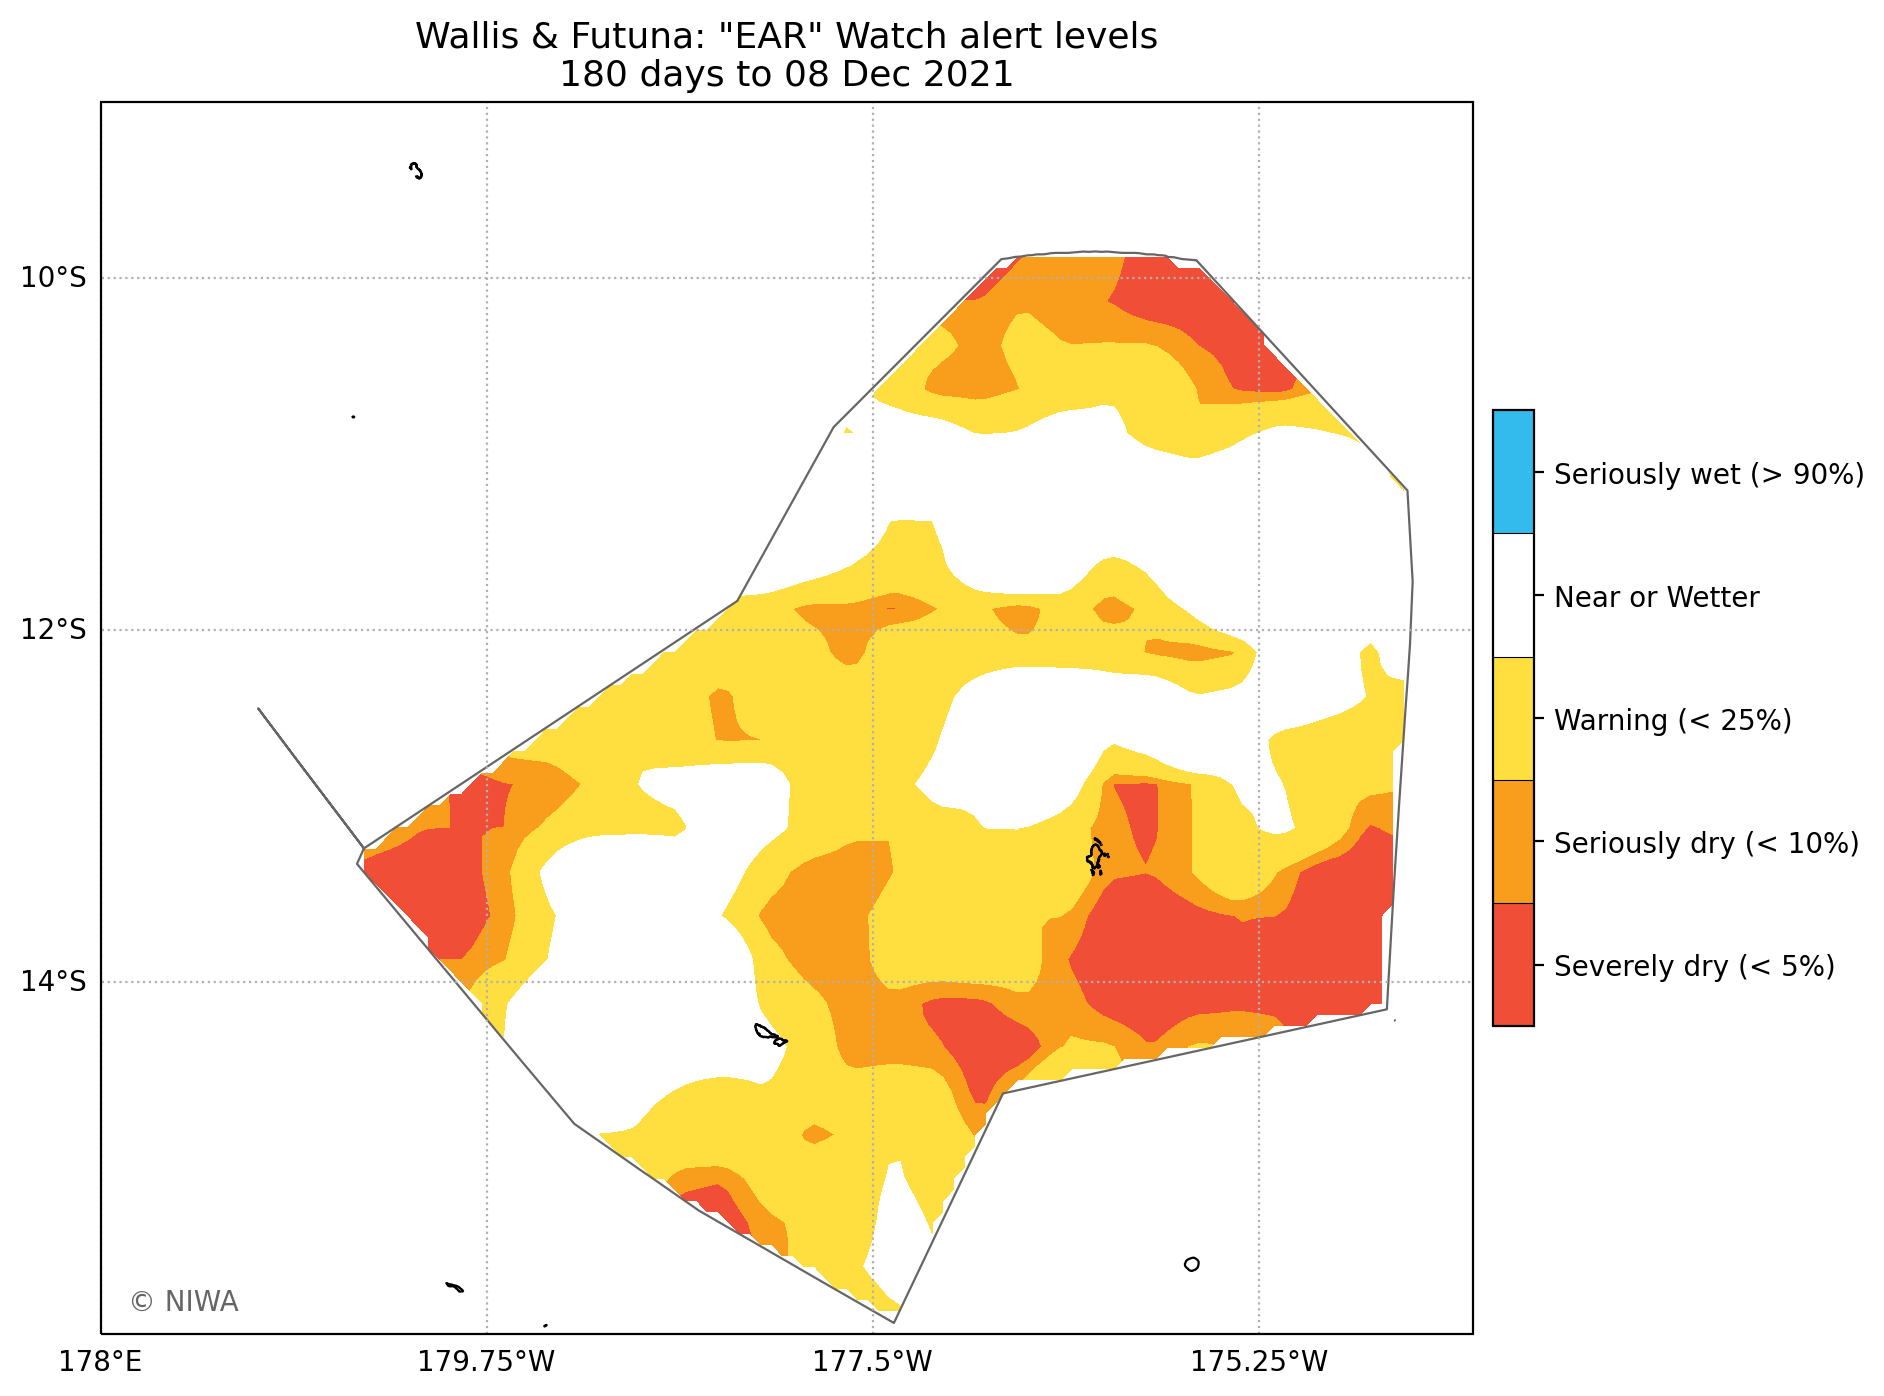 Wallis & Futuna: "EAR" Watch alert levels
180 days to 08 Dec 2021
10°S
12°S
14°S
178°E
179.75°W
177.5°W
175.25°W
Seriously wet (> 90%)
Near or Wetter
Warning (< 25%)
Seriously dry (< 10%)
Severely dry (< 5%)
© NIWA